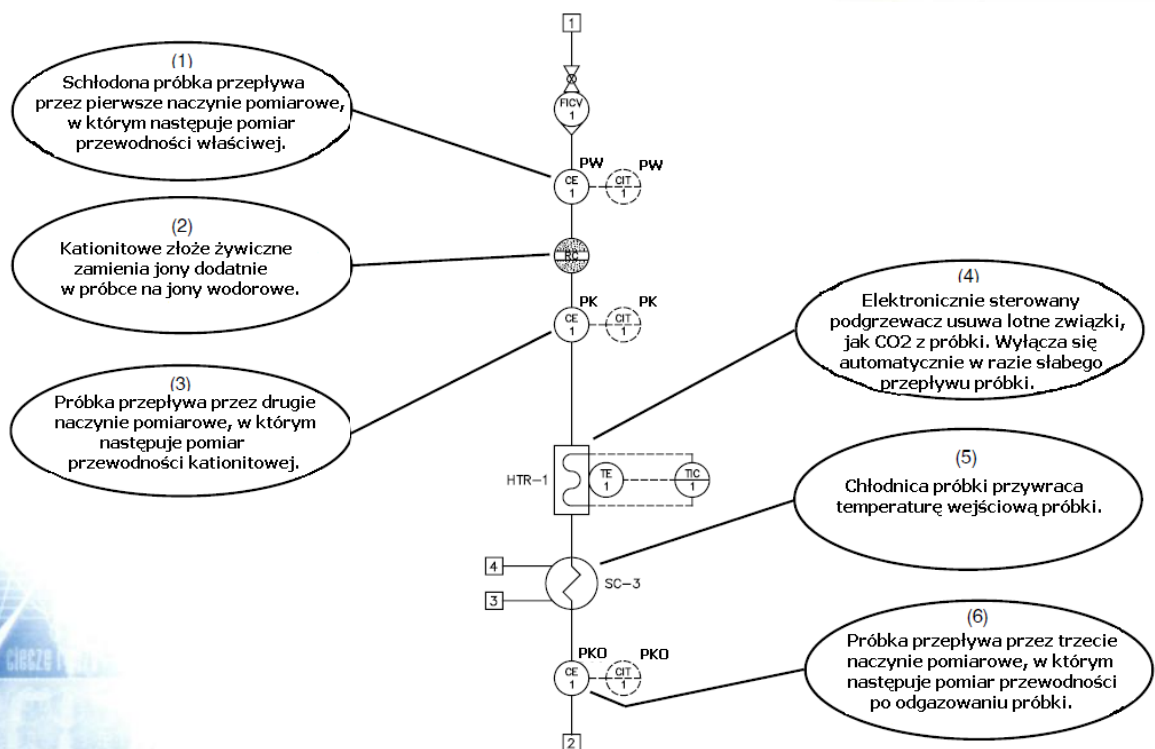 1
(1)
Schłodona próbka przepływa
przez pierwsze naczynie pomiarowe,
w którym następuje pomiar
przewodności właściwej.
FICV
1
PW
PW
CE
1
CIT
1
(2)
Kationitowe złoże żywiczne
zamienia jony dodatnie
w próbce na jony wodorowe.
RC
PK
PK
CE
1
CIT
1
(3)
Próbka przepływa przez drugie
naczynie pomiarowe, w którym
następuje pomiar
przewodności kationitowej.
(4)
Elektronicznie sterowany
podgrzewacz usuwa lotne związki,
jak CO2 z próbki. Wyłącza się
automatycznie w razie słabego
przepływu próbki.
HTR-1
TE
1
TIC
1
(5)
Chłodnica próbki przywraca
temperaturę wejściową próbki.
4
3
SC-3
(6)
Próbka przepływa przez trzecie
naczynie pomiarowe, w którym
następuje pomiar przewodności
po odgazowaniu próbki.
PKO
PKO
CE
1
CIT
1
2
ciecze